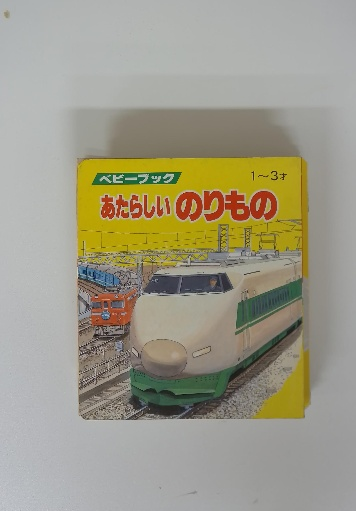 ベビーブック
1～3才
あたらしい のりもの